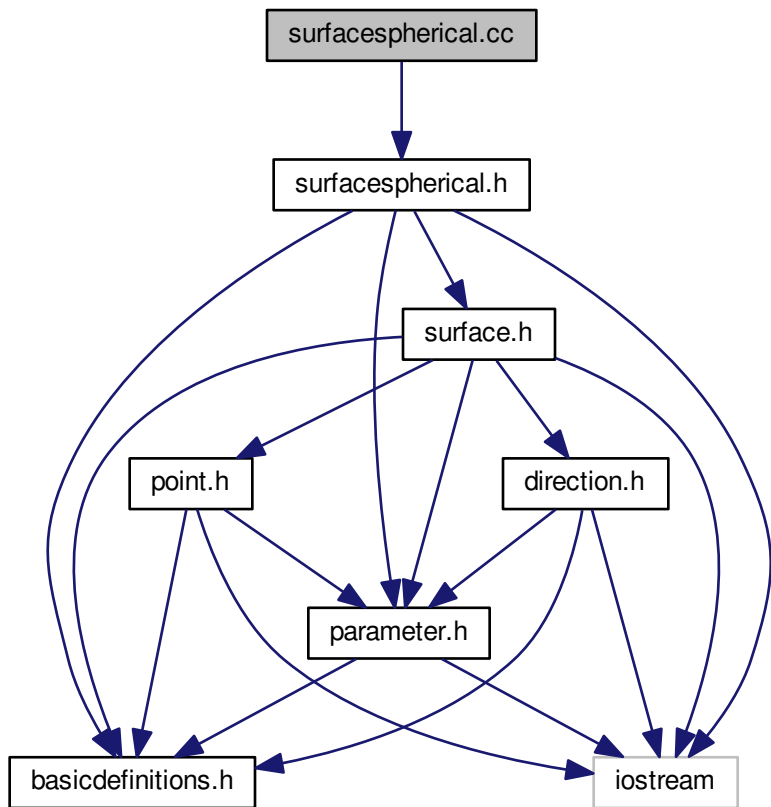 surfacespherical.cc
surfacespherical.h
surface.h
point.h
direction.h
parameter.h
basicdefinitions.h
iostream